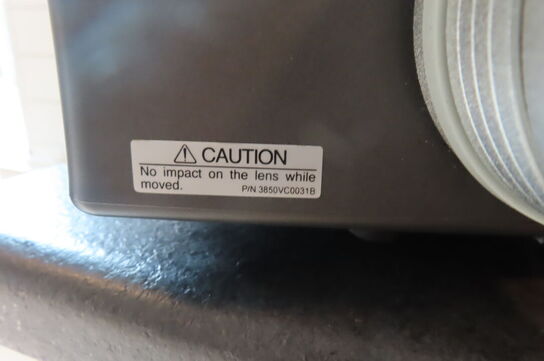 ⚠ CAUTION
No impact on the lens while
moved.
P/N 3850VC0031B